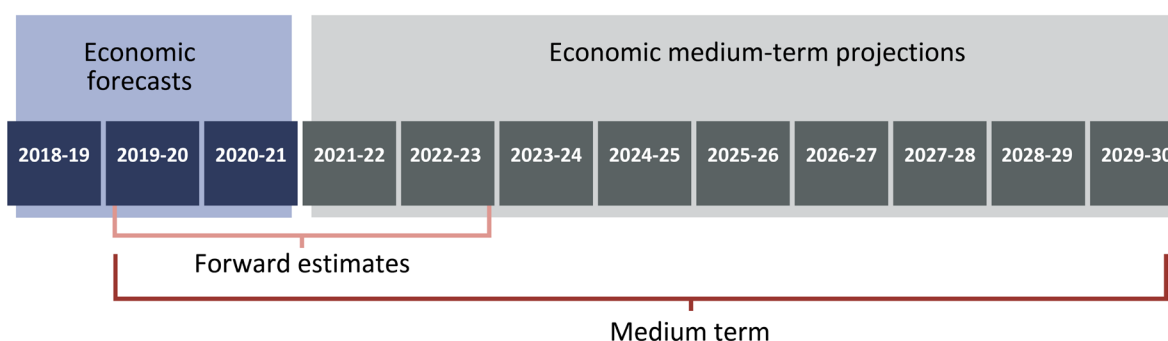 Economic
forecasts
Economic medium-term projections
2018-19 2019-20 2020-21 2021-22 2022-23 2023-24 2024-25 2025-26 2026-27 2027-28 2028-29 2029-30
Forward estimates
Medium term